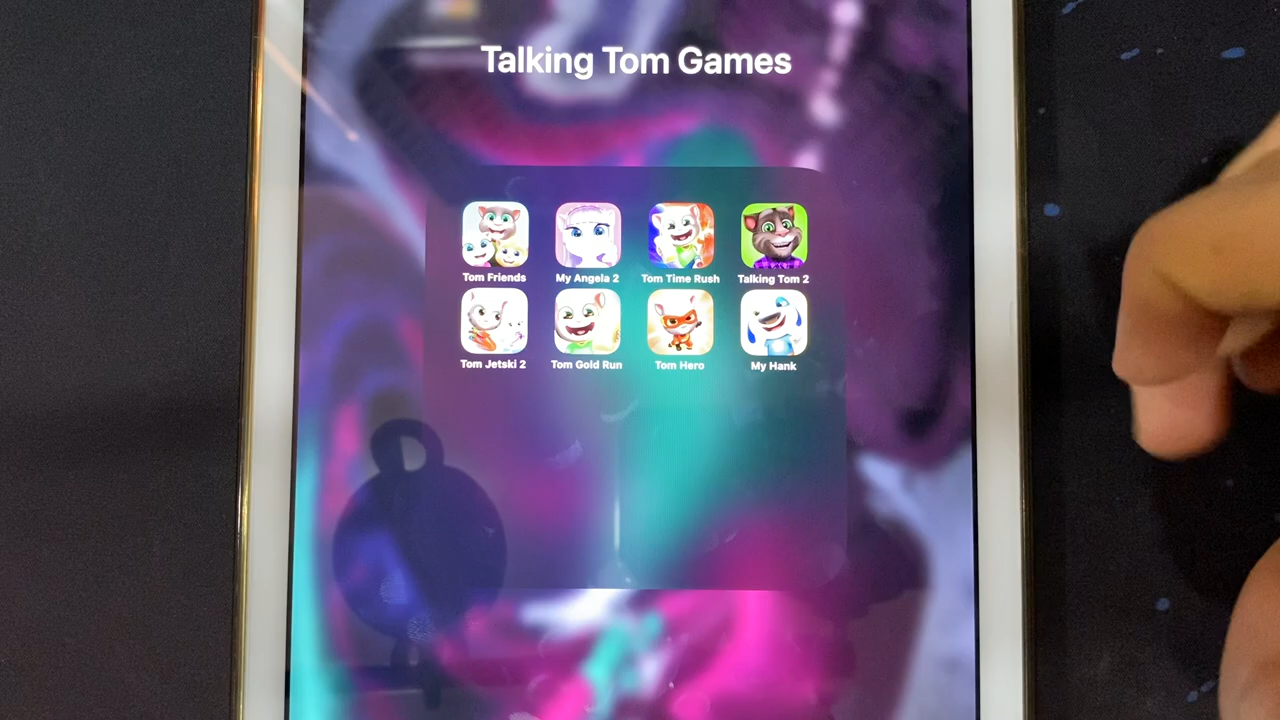 Talking Tom Games
Tom Friends
My Angela 2
Tom Time Rush
Talking Tom 2
Tom Jetski 2
Tom Gold Run
Tom Hero
My Hank